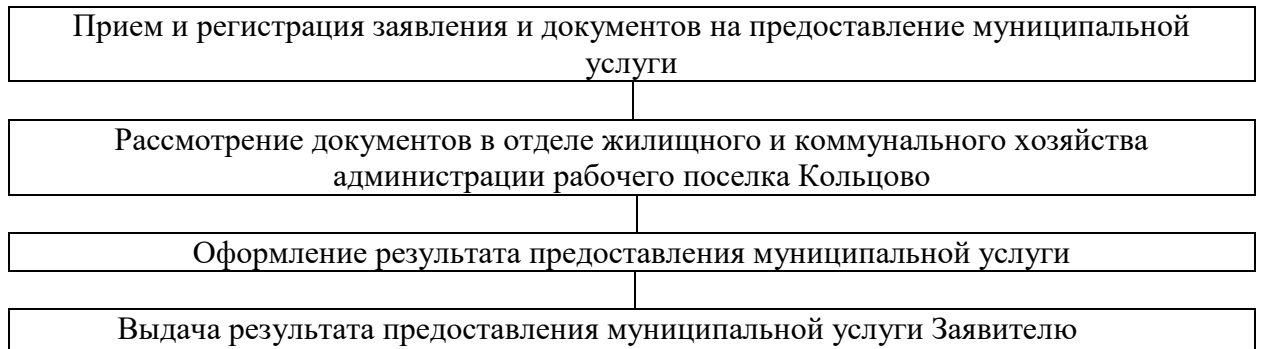 Прием и регистрация заявления и документов на предоставление муниципальной
услуги
Рассмотрение документов в отделе жилищного и коммунального хозяйства
администрации рабочего поселка Кольцово
Оформление результата предоставления муниципальной услуги
Выдача результата предоставления муниципальной услуги Заявителю